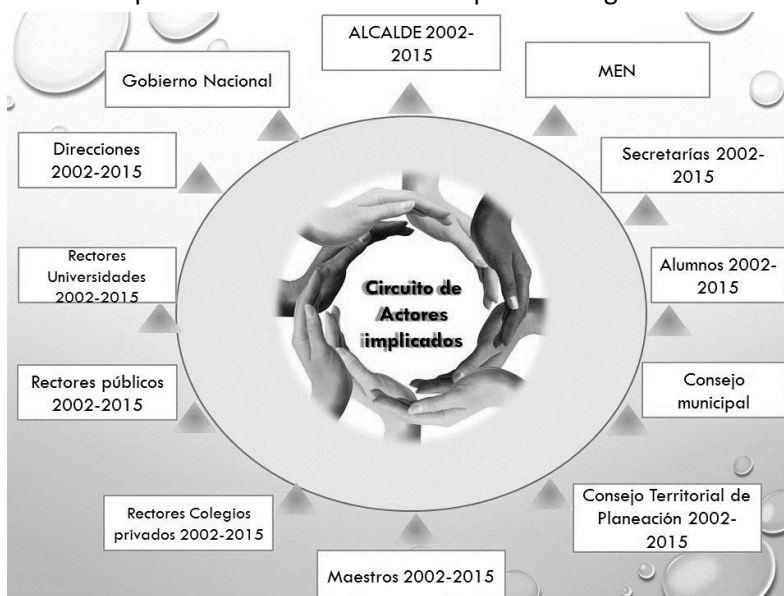 ALCALDE 2002-
2015
Gobierno Nacional
MEN
Direcciones
2002-2015
Secretarías 2002-
2015
Rectores
Universidades
2002-2015
Alumnos 2002-
2015
Circuito de
Actores
implicados
Rectores públicos
2002-2015
Consejo
municipal
Rectores Colegios
privados 2002-2015
Consejo Territorial de
Planeación 2002-
2015
Maestros 2002-2015